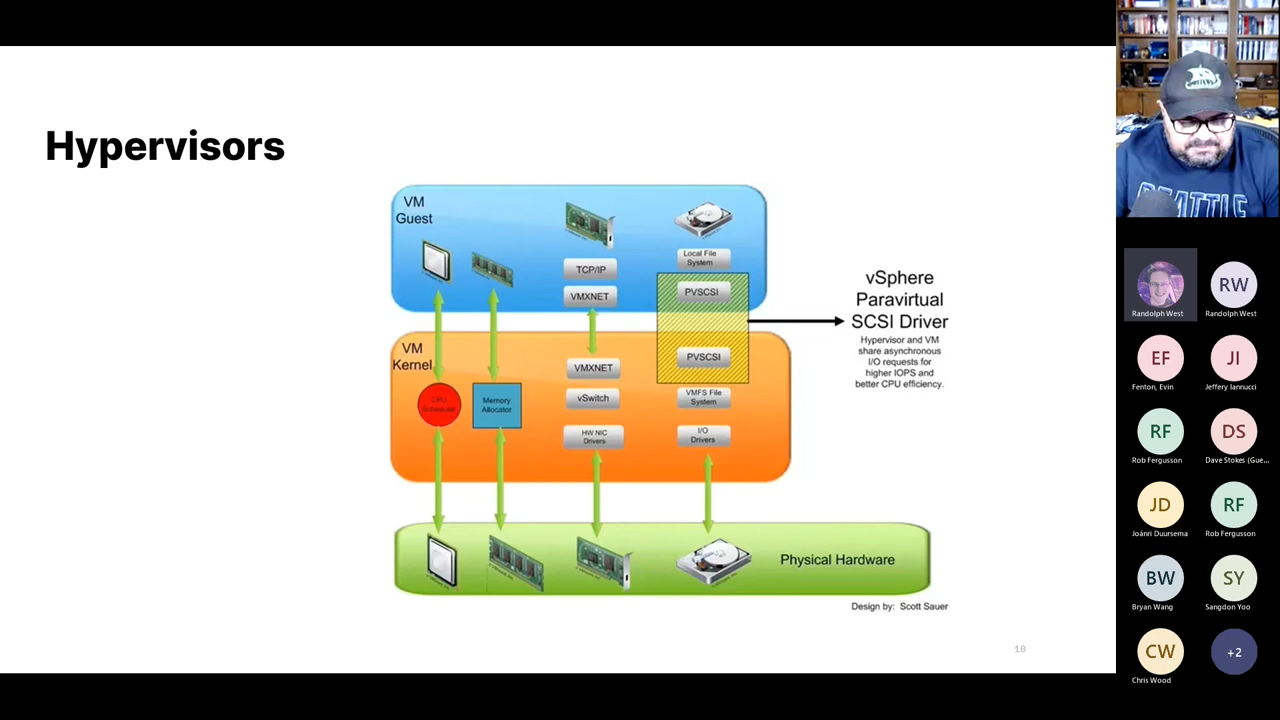 Hypervisors
VM
Guest
TCP/IP
VMXNET
Local File
System
PVSCSI
VM
Kernel
CPU
Scheduler
Memory
Allocator
VMXNET
vSwitch
HW NIC
Drivers
PVSCSI
VMFS File
System
I/O
Drivers
vSphere
Paravirtual
SCSI Driver
Hypervisor and VM
share asynchronous
I/O requests for
higher IOPS and
better CPU efficiency.
Physical Hardware
Design by: Scott Sauer
10
SEATTLE
Randolph West
RW
Randolph West
EF
Fenton, Evin
JI
Jeffery Iannucci
RF
Rob Fergusson
DS
Dave Stokes (Gue...
JD
Joánri Duursema
RF
Rob Fergusson
BW
Bryan Wang
SY
Sangdon Yoo
CW
Chris Wood
+2